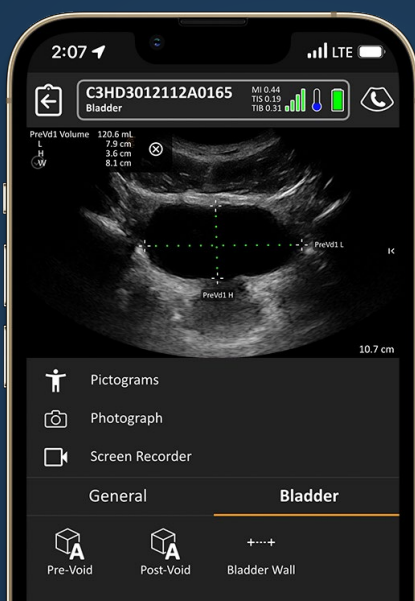 2:07 LTE
C3HD3012112A0165
Bladder
MI 0.44
TIS 0.19
TIB 0.31
PreVd1 Volume 120.6 mL
L 7.9 cm
H 3.6 cm
W 8.1 cm
PreVd1 L
PreVd1 H
10.7 cm
Pictograms
Photograph
Screen Recorder
General Bladder
A A
Pre-Void Post-Void Bladder Wall